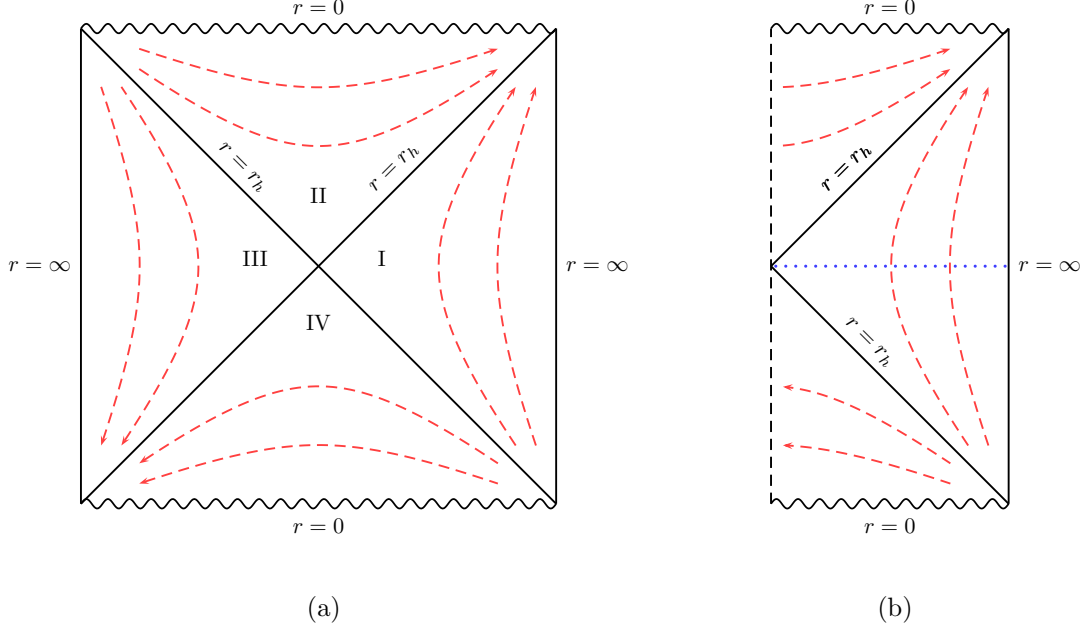 r = 0
r = r_h
r = r_h
II
III
I
r = ∞
r = ∞
IV
r = 0
(a)
r = 0
r = r_h
r = ∞
r = r_h
r = 0
(b)